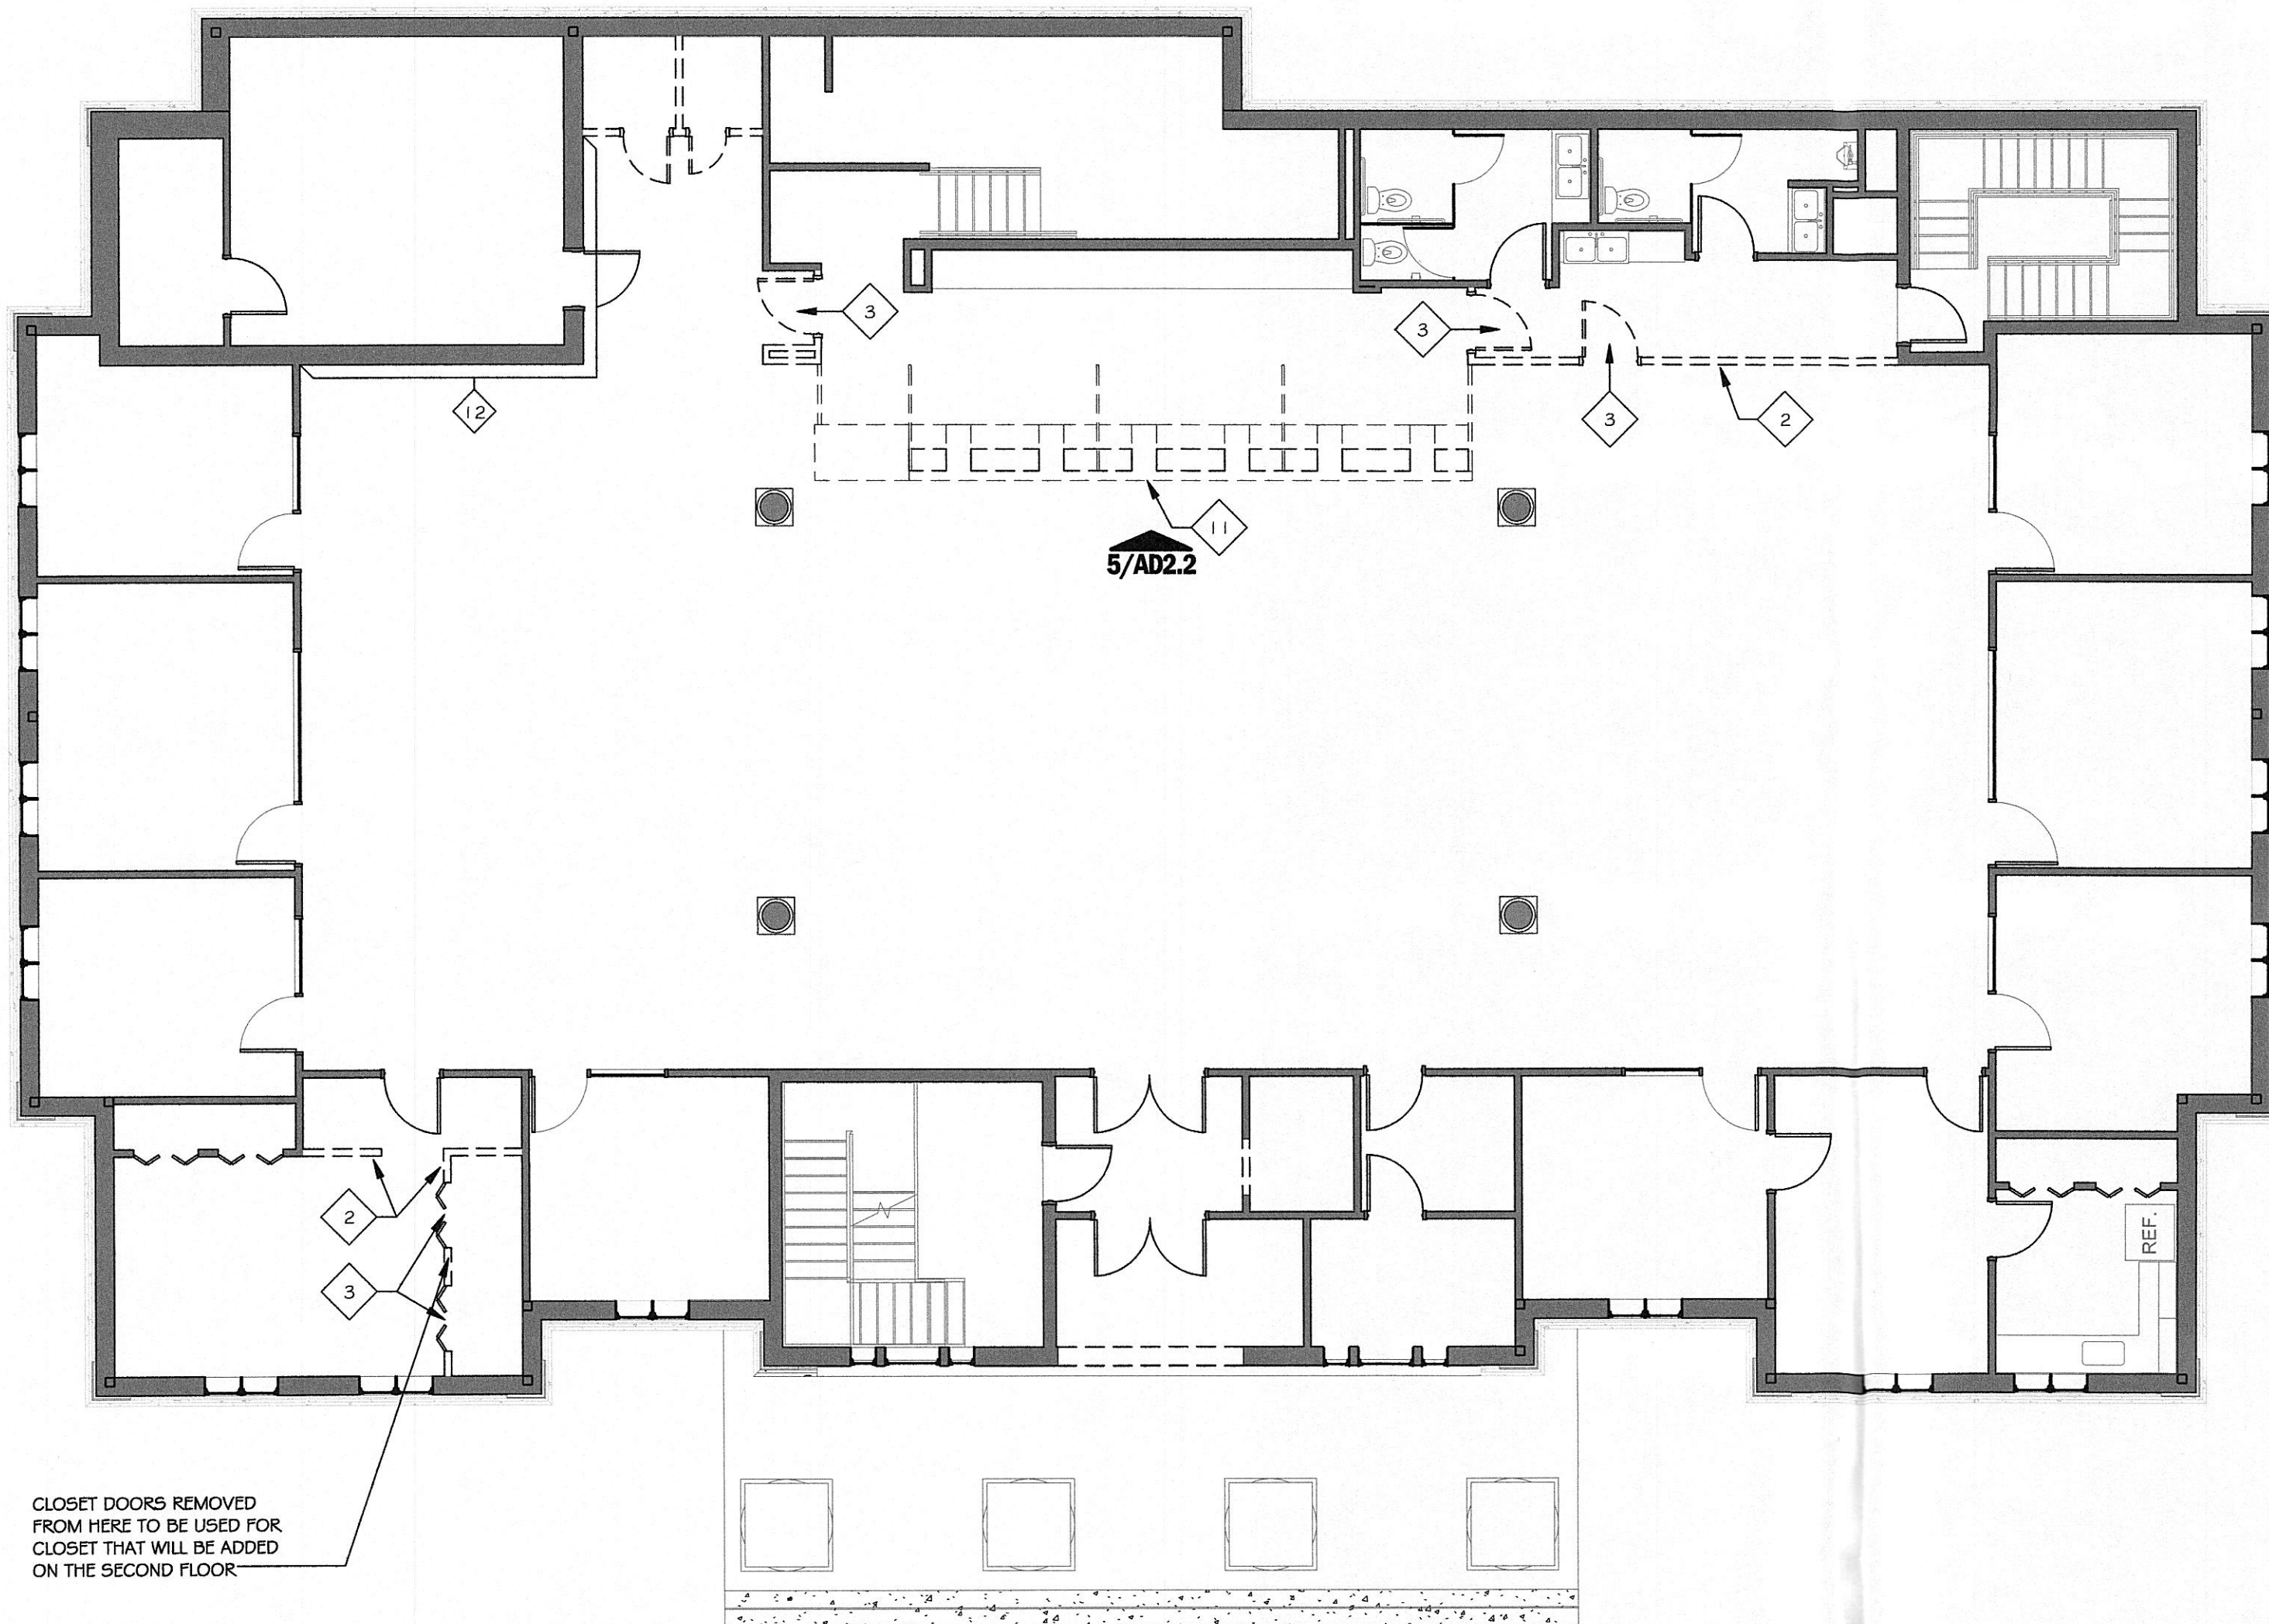 3
3
12
3
2
11
5/AD2.2
2
REF.
3
CLOSET DOORS REMOVED
FROM HERE TO BE USED FOR
CLOSET THAT WILL BE ADDED
ON THE SECOND FLOOR